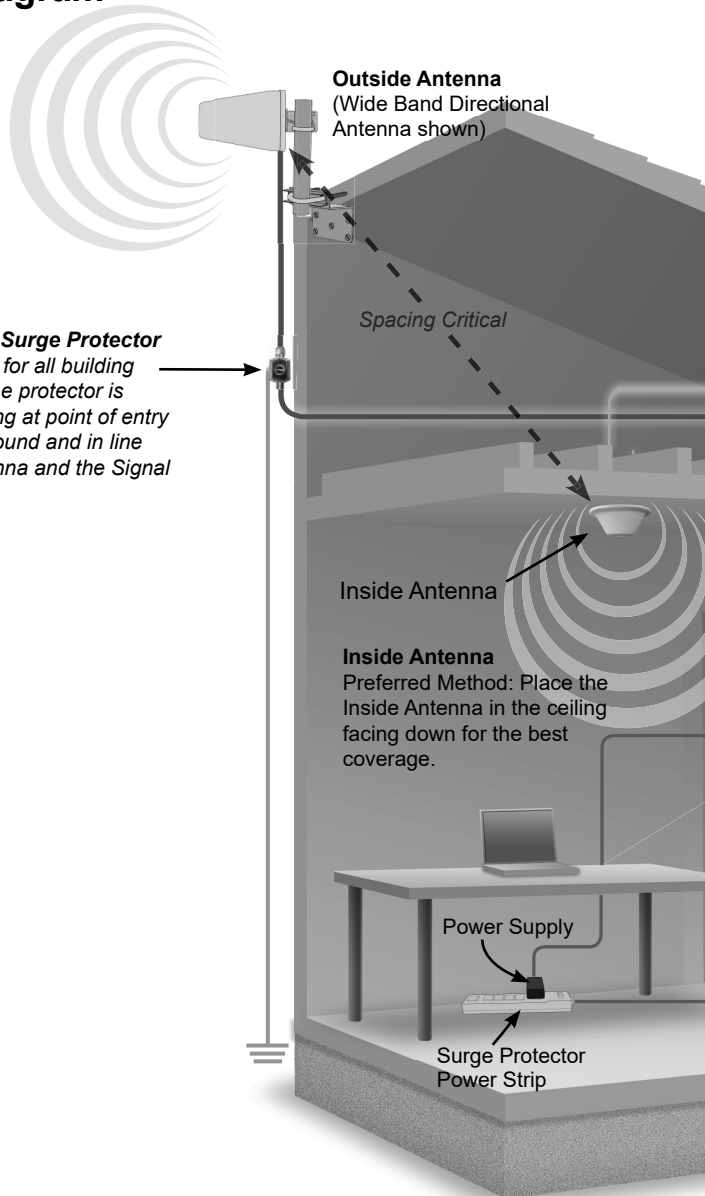 agram
Outside Antenna
(Wide Band Directional
Antenna shown)
Spacing Critical
Surge Protector
for all building
e protector is
ng at point of entry
ound and in line
nna and the Signal
Inside Antenna
Inside Antenna
Preferred Method: Place the
Inside Antenna in the ceiling
facing down for the best
coverage.
Power Supply
Surge Protector
Power Strip